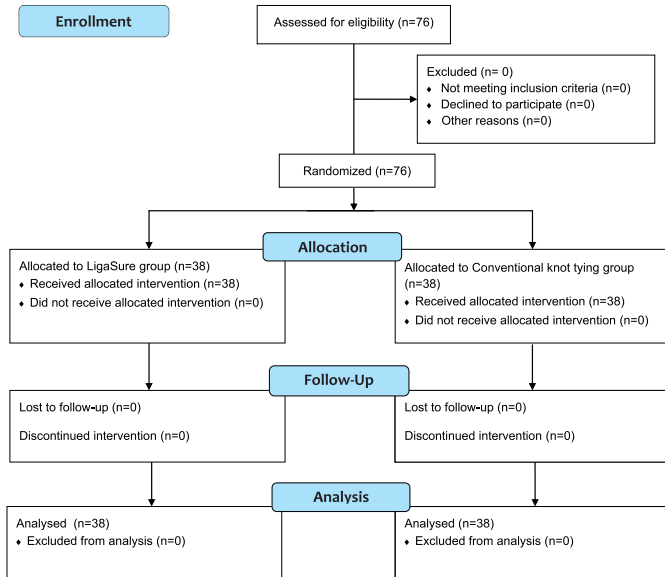 Enrollment
Assessed for eligibility (n=76)
Excluded (n= 0)
♦ Not meeting inclusion criteria (n=0)
♦ Declined to participate (n=0)
♦ Other reasons (n=0)
Randomized (n=76)
Allocation
Allocated to LigaSure group (n=38)
♦ Received allocated intervention (n=38)
♦ Did not receive allocated intervention (n=0)
Allocated to Conventional knot tying group
(n=38)
♦ Received allocated intervention (n=38)
♦ Did not receive allocated intervention (n=0)
Follow-Up
Lost to follow-up (n=0)
Discontinued intervention (n=0)
Lost to follow-up (n=0)
Discontinued intervention (n=0)
Analysis
Analysed (n=38)
♦ Excluded from analysis (n=0)
Analysed (n=38)
♦ Excluded from analysis (n=0)